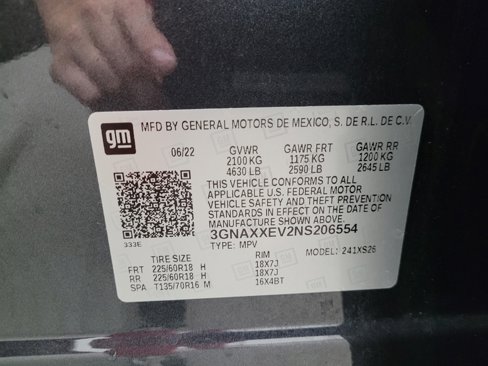 gm MFD BY GENERAL MOTORS DE MEXICO, S. DE R.L. DE C.V.
06/22 GVWR GAWR FRT GAWR RR
2100 KG 1175 KG 1200 KG
4630 LB 2590 LB 2645 LB
THIS VEHICLE CONFORMS TO ALL
APPLICABLE U.S. FEDERAL MOTOR
VEHICLE SAFETY AND THEFT PREVENTION
STANDARDS IN EFFECT ON THE DATE OF
MANUFACTURE SHOWN ABOVE.
333E 3GNAXXEV2NS206554
TYPE: MPV MODEL: 241XS26
TIRE SIZE RIM
FRT 225/60R18 H 18X7J
RR 225/60R18 H 18X7J
SPA T135/70R16 M 16X4BT